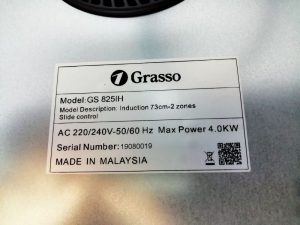 Grasso
Model:GS 825IH
Model Description: Induction 73cm-2 zones
Slide control
AC 220/240V-50/60 Hz Max Power 4.0KW
Serial Number:19080019
MADE IN MALAYSIA